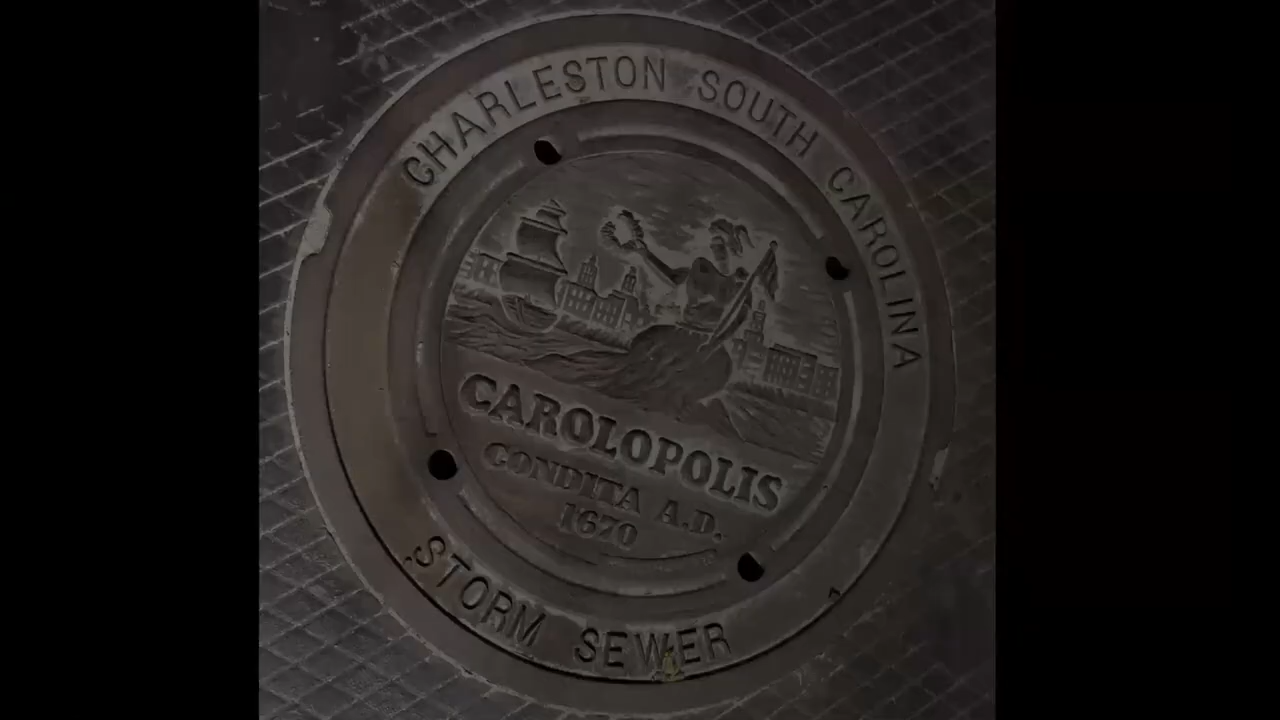 CHARLESTON SOUTH CAROLINA
CAROLOPOLIS
CONDITA A.D.
1670
STORM SEWER